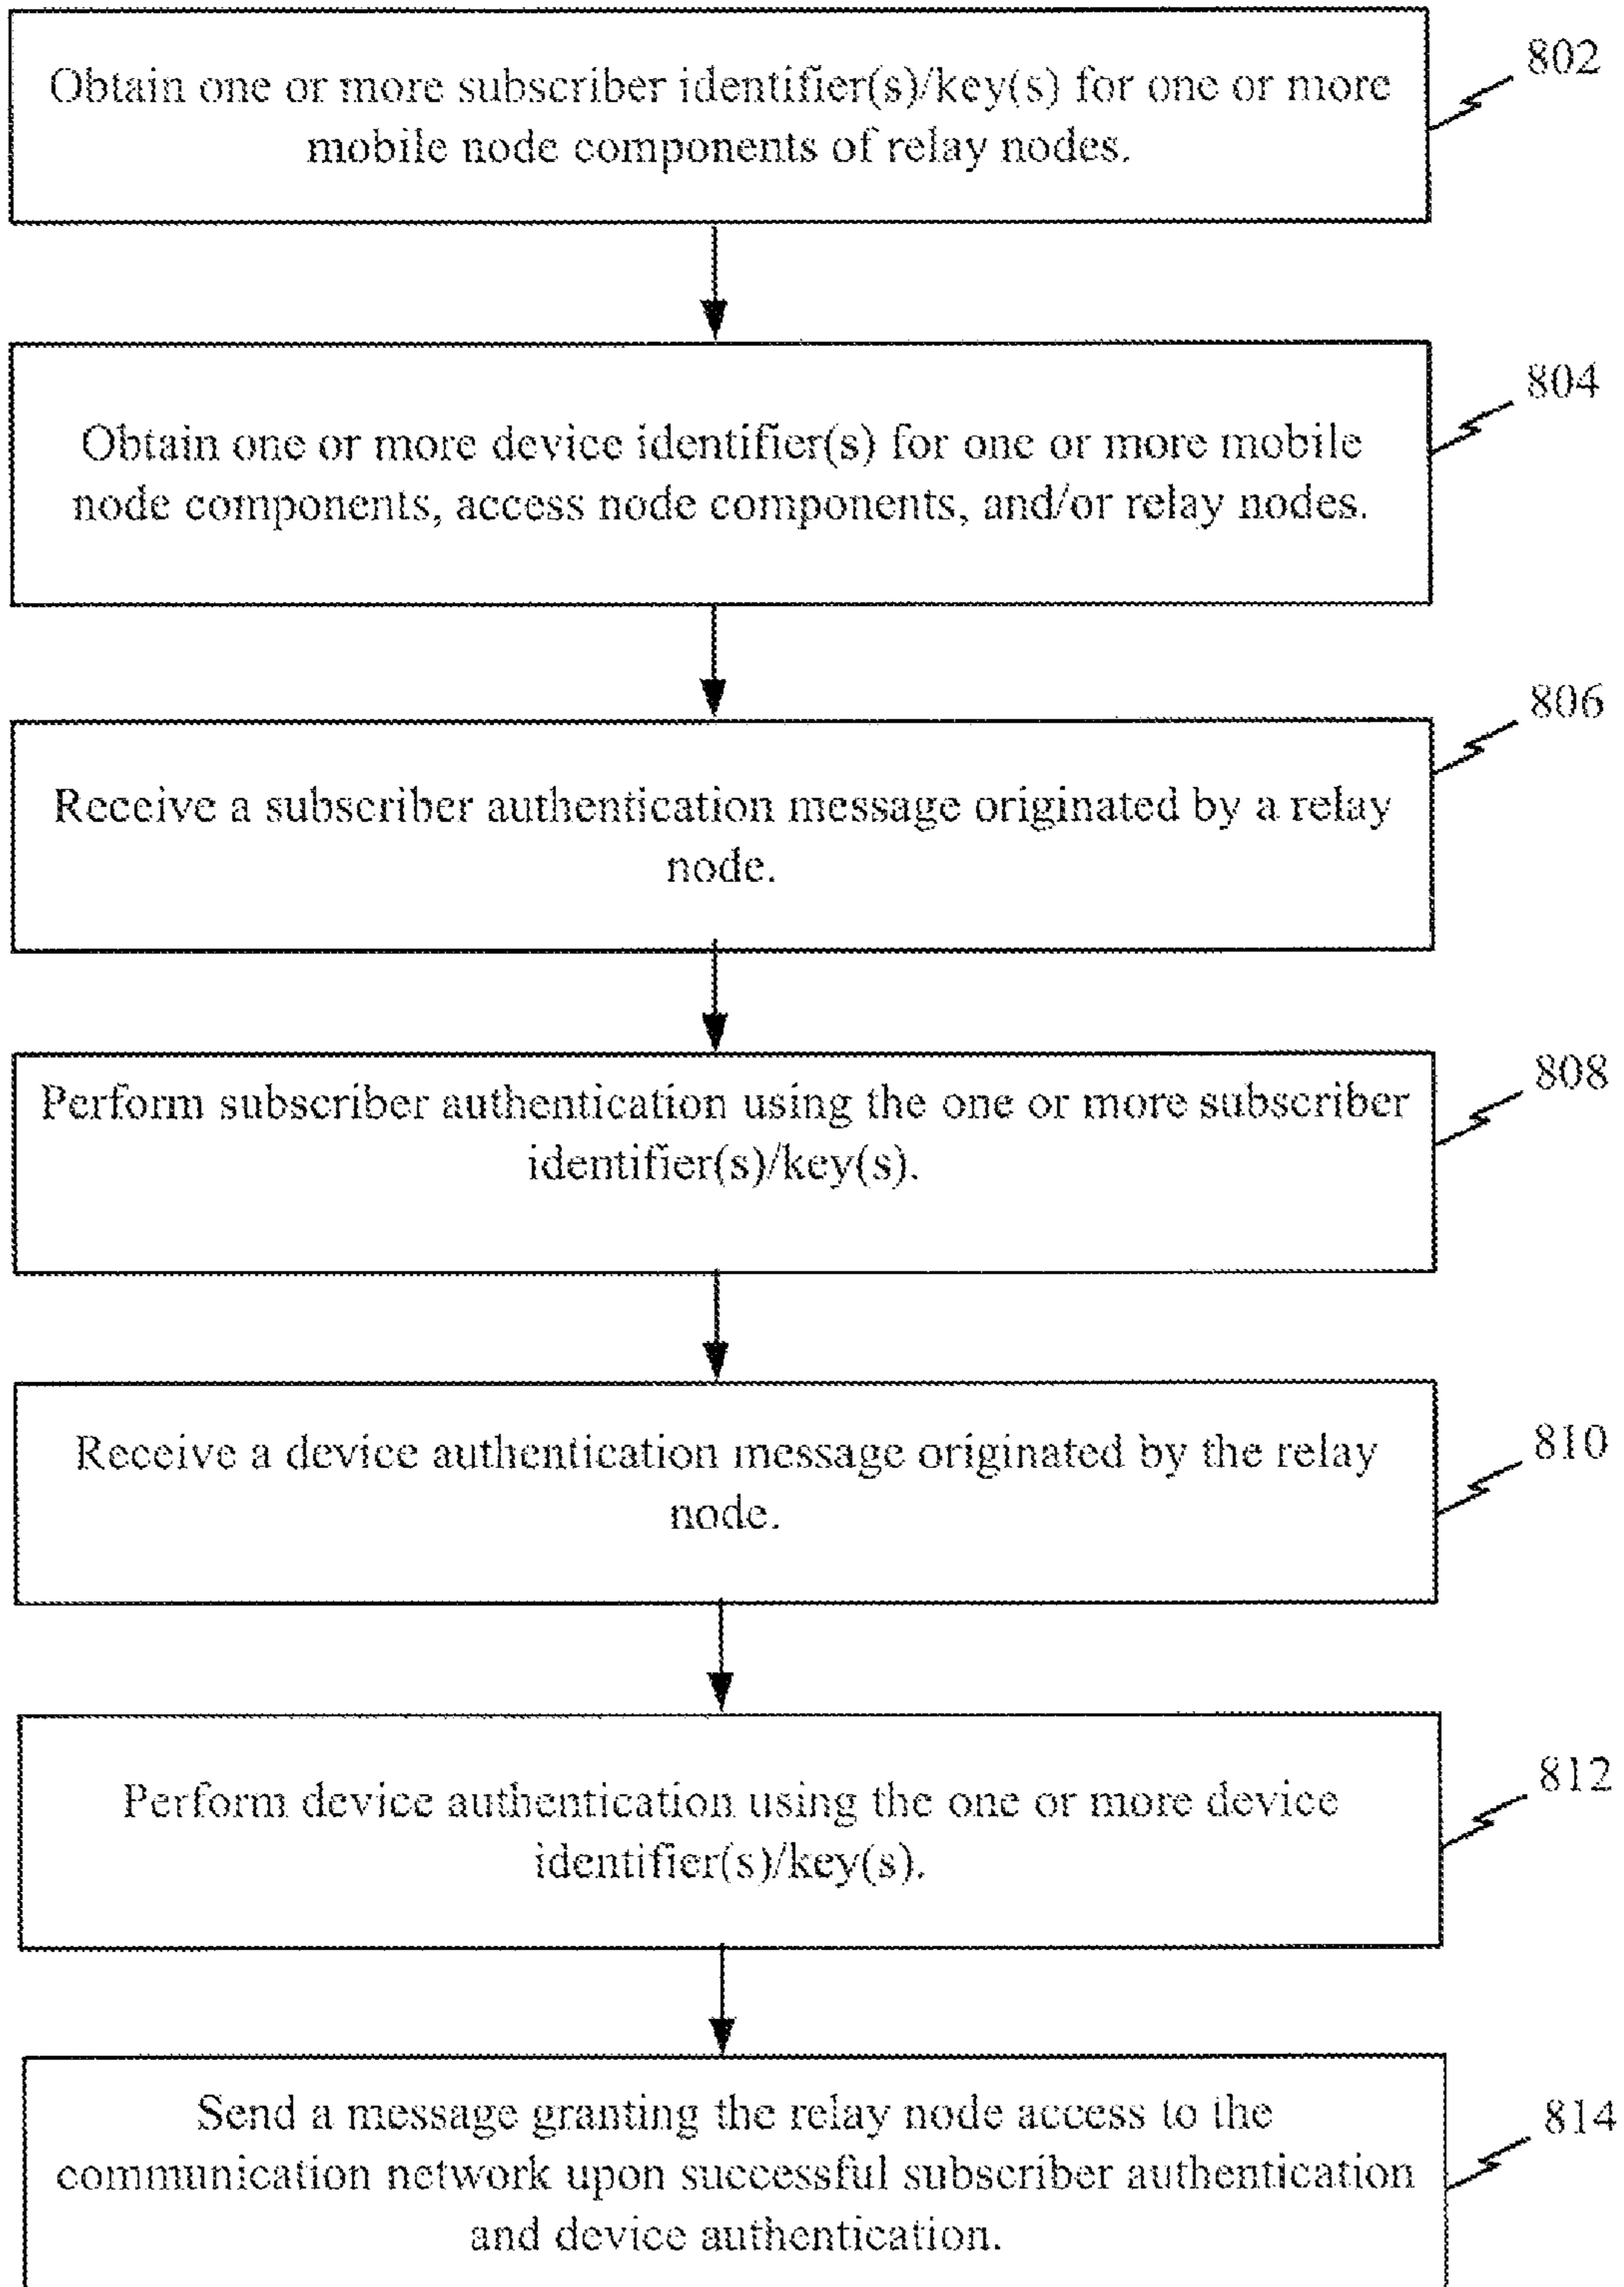 Obtain one or more subscriber identifier(s)/key(s) for one or more
mobile node components of relay nodes.
802
Obtain one or more device identifier(s) for one or more mobile
node components, access node components, and/or relay nodes.
804
Receive a subscriber authentication message originated by a relay
node.
806
Perform subscriber authentication using the one or more subscriber
identifier(s)/key(s).
808
Receive a device authentication message originated by the relay
node.
810
Perform device authentication using the one or more device
identifier(s)/key(s).
812
Send a message granting the relay node access to the
communication network upon successful subscriber authentication
and device authentication.
814